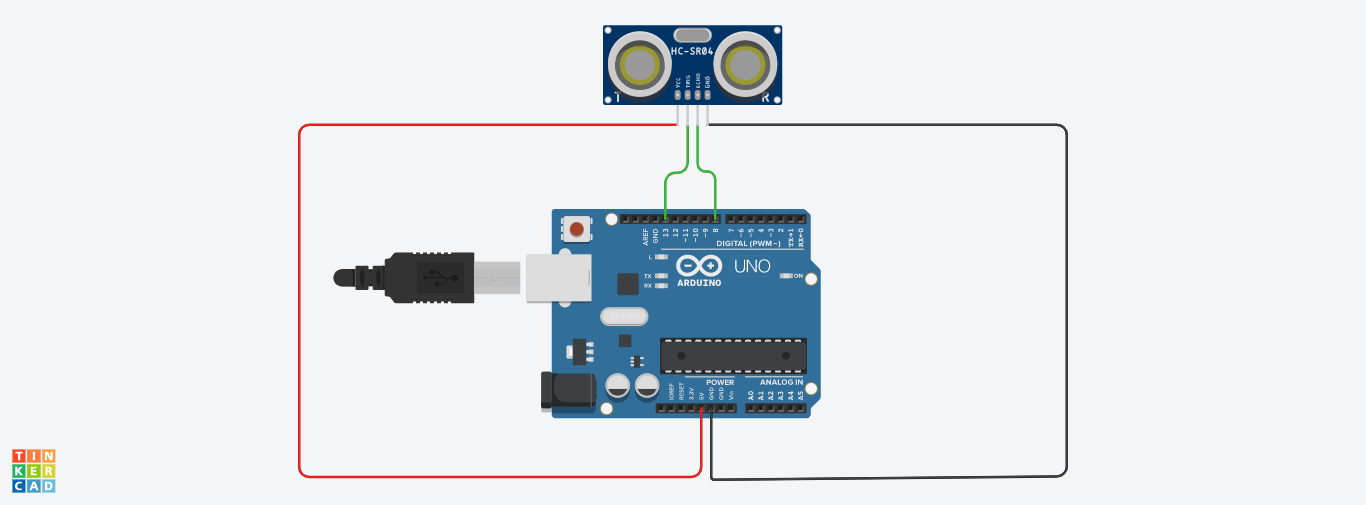 HC-SR04
VCC
TRIG
ECHO
GND
T
R
AREF
GND
13
12
~11
~10
~9
8
7
~6
~5
4
~3
2
TX→1
RX←0
DIGITAL (PWM~)
L
TX
RX
UNO
ARDUINO
ON
POWER
ANALOG IN
IOREF
RESET
3.3V
5V
GND
GND
Vin
A0
A1
A2
A3
A4
A5
TIN
KER
CAD